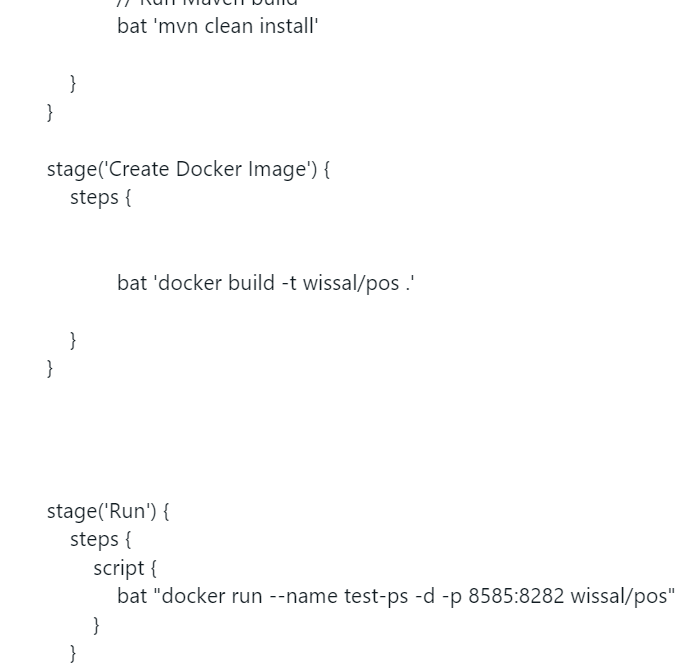 // Run Maven build
bat 'mvn clean install'
}
}
stage('Create Docker Image') {
steps {
bat 'docker build -t wissal/pos .'
}
}
stage('Run') {
steps {
script {
bat "docker run --name test-ps -d -p 8585:8282 wissal/pos"
}
}